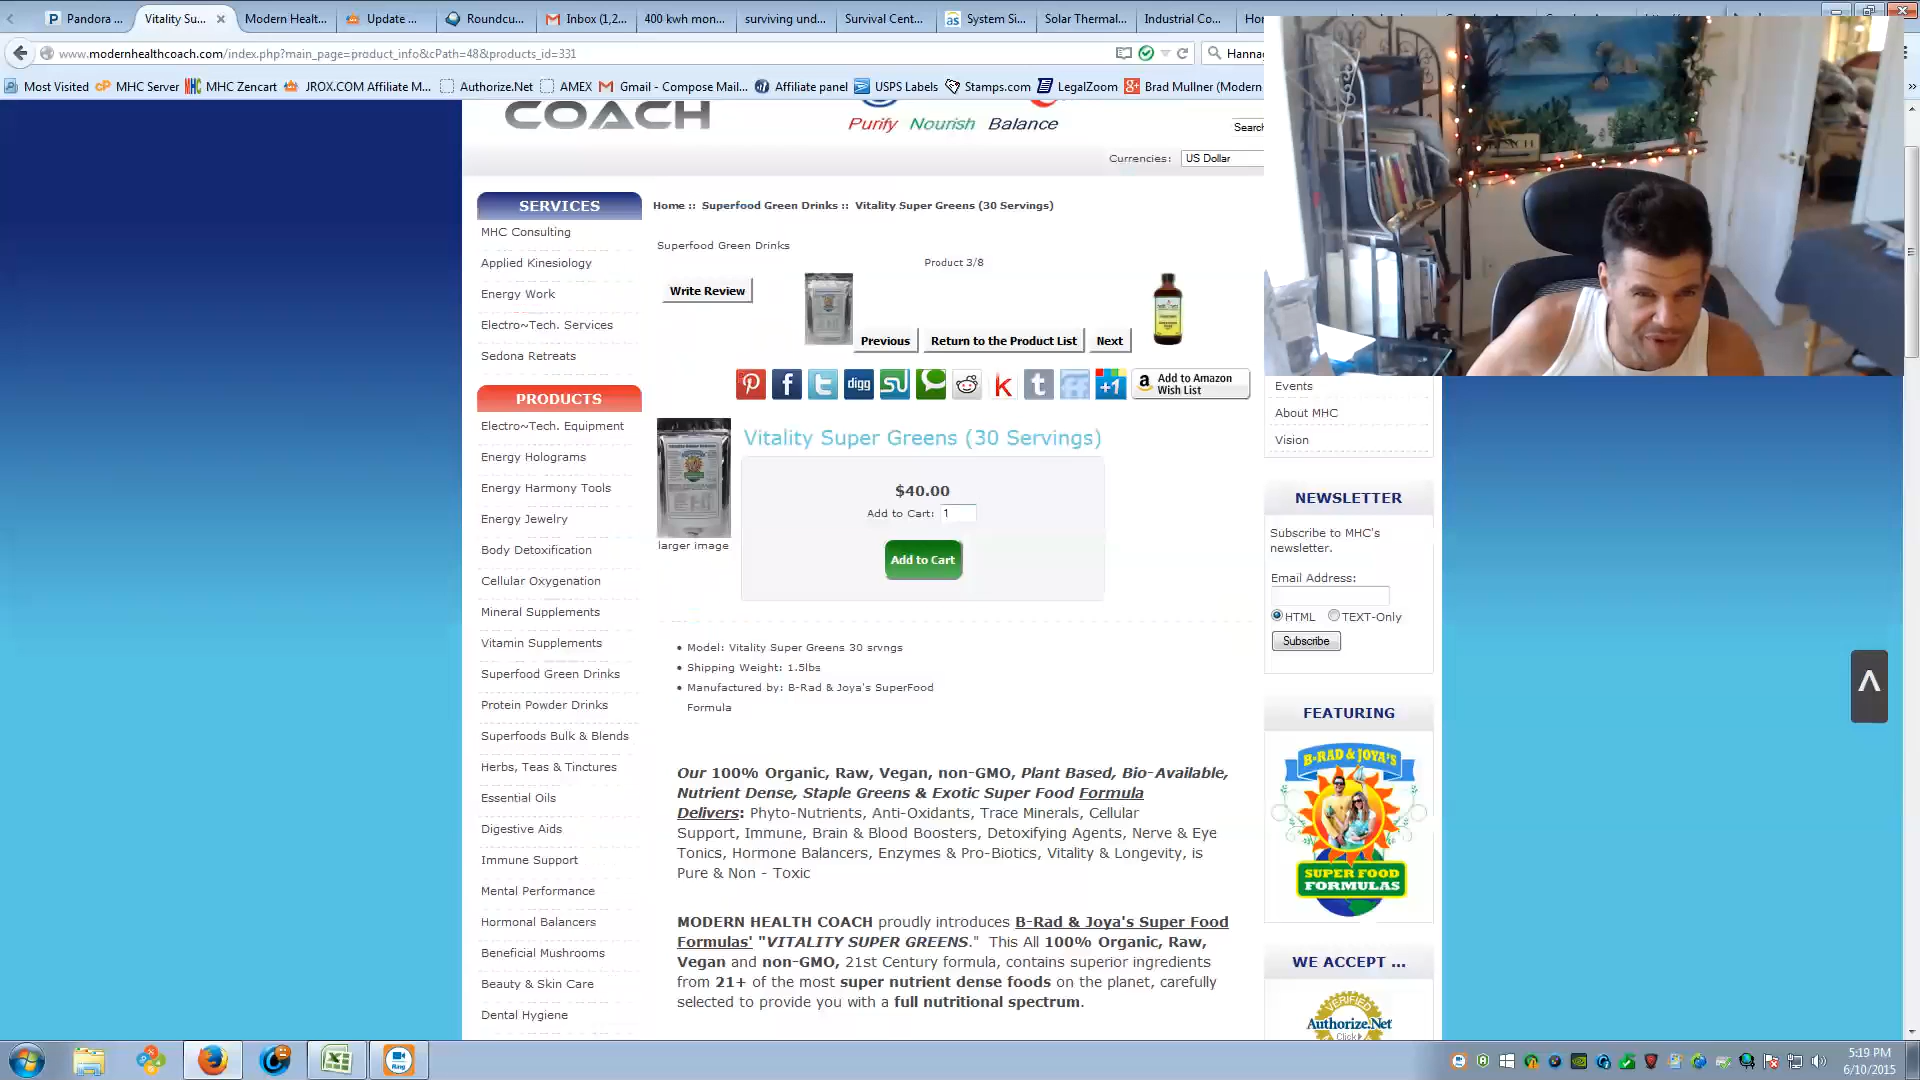 Pandora ...
Vitality Su...
Modern Healt...
Update ...
Roundcu...
Inbox (1,2...
400 kwh mon...
surviving und...
Survival Cent...
System Si...
Solar Thermal...
Industrial Co...
www.modernhealthcoach.com/index.php?main_page=product_info&cPath=48&products_id=331
Hanna
Most Visited
MHC Server
MHC Zencart
JROX.COM Affiliate M...
Authorize.Net
AMEX
Gmail - Compose Mail...
Affiliate panel
USPS Labels
Stamps.com
LegalZoom
Brad Mullner (Modern
COACH
Purify Nourish Balance
Search
Currencies: US Dollar
SERVICES
MHC Consulting
Applied Kinesiology
Energy Work
Electro~Tech. Services
Sedona Retreats
PRODUCTS
Electro~Tech. Equipment
Energy Holograms
Energy Harmony Tools
Energy Jewelry
Body Detoxification
Cellular Oxygenation
Mineral Supplements
Vitamin Supplements
Superfood Green Drinks
Protein Powder Drinks
Superfoods Bulk & Blends
Herbs, Teas & Tinctures
Essential Oils
Digestive Aids
Immune Support
Mental Performance
Hormonal Balancers
Beneficial Mushrooms
Beauty & Skin Care
Dental Hygiene
Home :: Superfood Green Drinks :: Vitality Super Greens (30 Servings)
Superfood Green Drinks
Product 3/8
Write Review
Previous
Return to the Product List
Next
digg
+1
Add to Amazon
Wish List
Vitality Super Greens (30 Servings)
larger image
$40.00
Add to Cart: 1
Add to Cart
• Model: Vitality Super Greens 30 srvngs
• Shipping Weight: 1.5lbs
• Manufactured by: B-Rad & Joya's SuperFood
Formula
Our 100% Organic, Raw, Vegan, non-GMO, Plant Based, Bio-Available,
Nutrient Dense, Staple Greens & Exotic Super Food Formula
Delivers: Phyto-Nutrients, Anti-Oxidants, Trace Minerals, Cellular
Support, Immune, Brain & Blood Boosters, Detoxifying Agents, Nerve & Eye
Tonics, Hormone Balancers, Enzymes & Pro-Biotics, Vitality & Longevity, is
Pure & Non - Toxic
MODERN HEALTH COACH proudly introduces B-Rad & Joya's Super Food
Formulas' "VITALITY SUPER GREENS."  This All 100% Organic, Raw,
Vegan and non-GMO, 21st Century formula, contains superior ingredients
from 21+ of the most super nutrient dense foods on the planet, carefully
selected to provide you with a full nutritional spectrum.
Events
About MHC
Vision
NEWSLETTER
Subscribe to MHC's
newsletter.
Email Address:
HTML
TEXT-Only
Subscribe
FEATURING
B-RAD & JOYA'S
SUPER FOOD
FORMULAS
WE ACCEPT ...
VERIFIED
Authorize.Net
Click
5:19 PM
6/10/2015